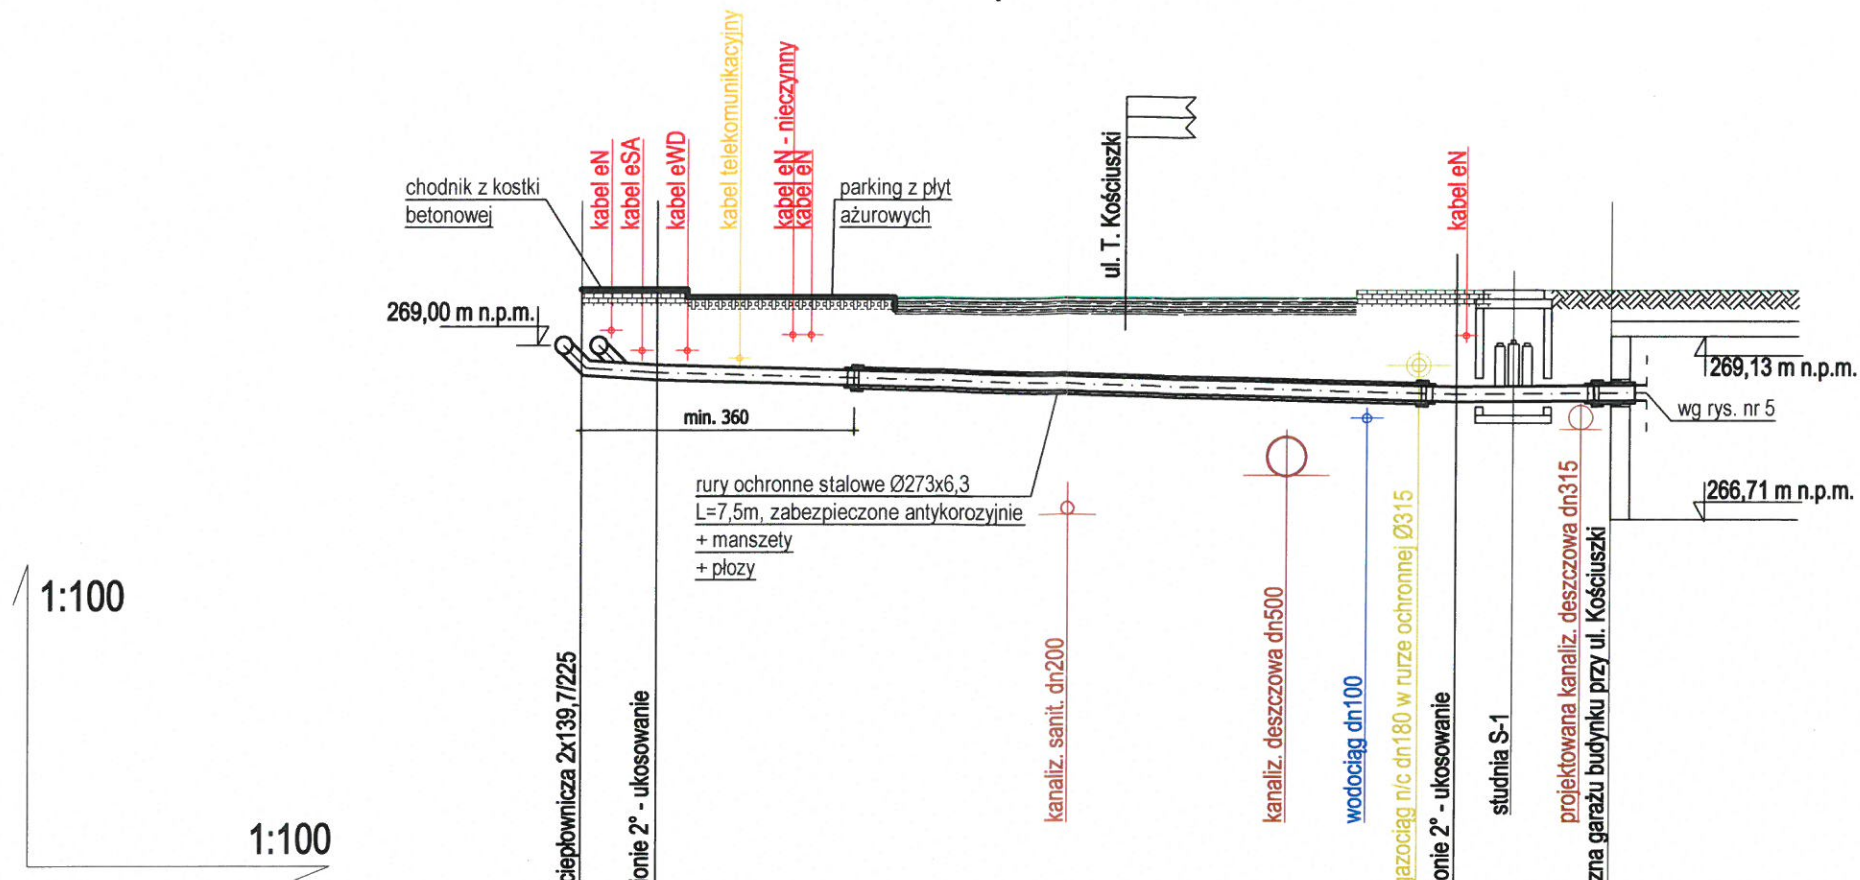 kabel eN
kabel eSA
kabel eWD
kabel telekomunikacyjny
kabel eN - nieczynny
kabel eN
ul. T. Kościuszki
kabel eN
chodnik z kostki
betonowej
parking z płyt
ażurowych
269,00 m n.p.m.
269,13 m n.p.m.
wg rys. nr 5
min. 360
266,71 m n.p.m.
rury ochronne stalowe Ø273x6,3
L=7,5m, zabezpieczone antykorozyjnie
+ manszety
+ płozy
1:100
1:100
ciepłownicza 2x139,7/225
ionie 2° - ukosowanie
kanaliz. sanit. dn200
kanaliz. deszczowa dn500
wodociąg dn100
gazociąg n/c dn180 w rurze ochronnej Ø315
onie 2° - ukosowanie
studnia S-1
projektowana kanaliz. deszczowa dn315
zna garażu budynku przy ul. Kościuszki